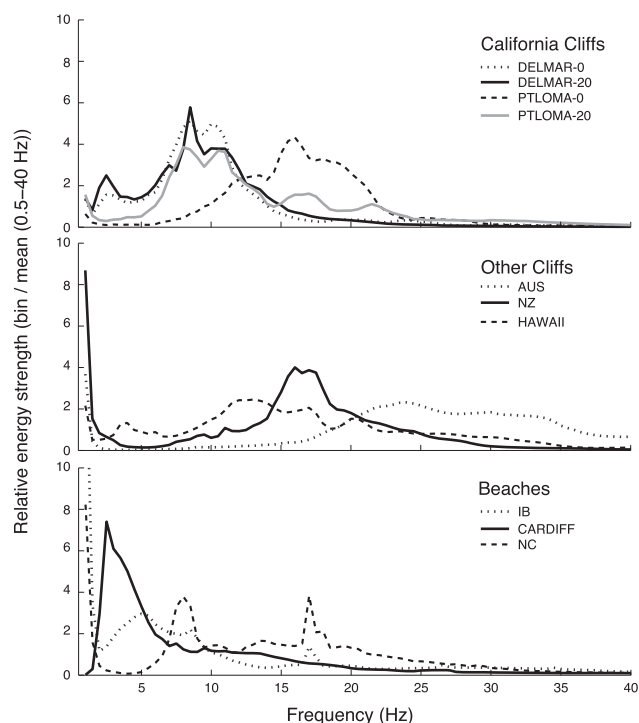 Relative energy strength (bin / mean (0.5–40 Hz))
10
8
6
4
2
0
California Cliffs
DELMAR-0
DELMAR-20
PTLOMA-0
PTLOMA-20
10
8
6
4
2
0
Other Cliffs
AUS
NZ
HAWAII
10
8
6
4
2
0
Beaches
IB
CARDIFF
NC
5 10 15 20 25 30 35 40
Frequency (Hz)